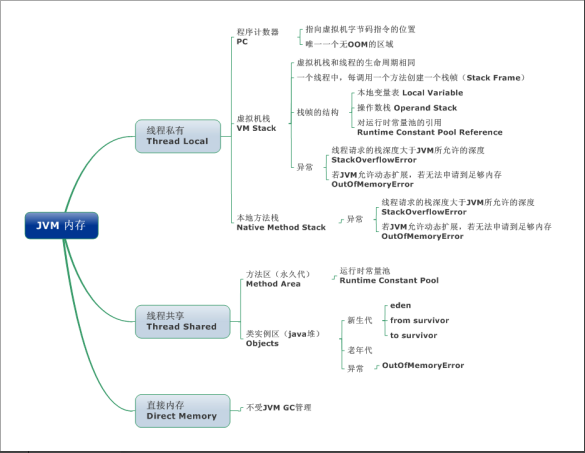 JVM 内存
线程私有
Thread Local
程序计数器
PC
指向虚拟机字节码指令的位置
唯一一个无OOM的区域
虚拟机栈
VM Stack
虚拟机栈和线程的生命周期相同
一个线程中，每调用一个方法创建一个栈帧（Stack Frame）
栈帧的结构
本地变量表 Local Variable
操作数栈 Operand Stack
对运行时常量池的引用
Runtime Constant Pool Reference
异常
线程请求的栈深度大于JVM所允许的深度
StackOverflowError
若JVM允许动态扩展，若无法申请到足够内存
OutOfMemoryError
本地方法栈
Native Method Stack
异常
线程请求的栈深度大于JVM所允许的深度
StackOverflowError
若JVM允许动态扩展，若无法申请到足够内存
OutOfMemoryError
线程共享
Thread Shared
方法区（永久代）
Method Area
运行时常量池
Runtime Constant Pool
类实例区（java堆）
Objects
新生代
eden
from survivor
to survivor
老年代
异常
OutOfMemoryError
直接内存
Direct Memory
不受JVM GC管理